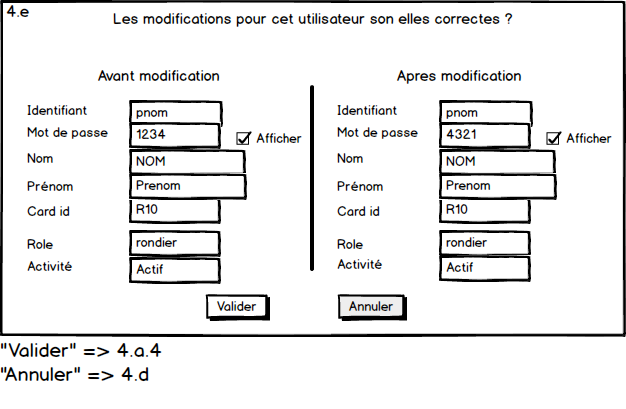 4.e
Les modifications pour cet utilisateur son elles correctes ?
Avant modification
Apres modification
Identifiant pnom
Mot de passe 1234 Afficher
Nom NOM
Prénom Prenom
Card id R10
Role rondier
Activité Actif
Identifiant pnom
Mot de passe 4321 Afficher
Nom NOM
Prénom Prenom
Card id R10
Role rondier
Activité Actif
Valider Annuler
"Valider" => 4.a.4
"Annuler" => 4.d